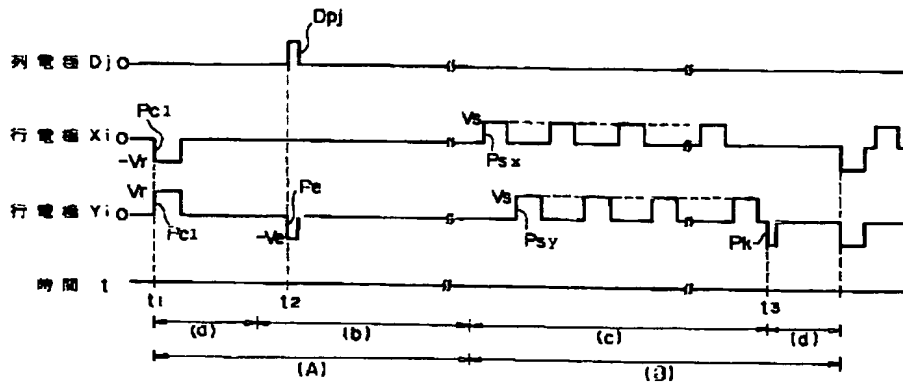 Dpj
列電極 Dj
Pc1
行電極 Xi
-Vr
Vs
Psx
Vr
行電極 Yi
Pc1
Pe
-Ve
Vs
Psy
Pk
時間 t
t1
t2
t3
(a)
(b)
(c)
(d)
(A)
(B)